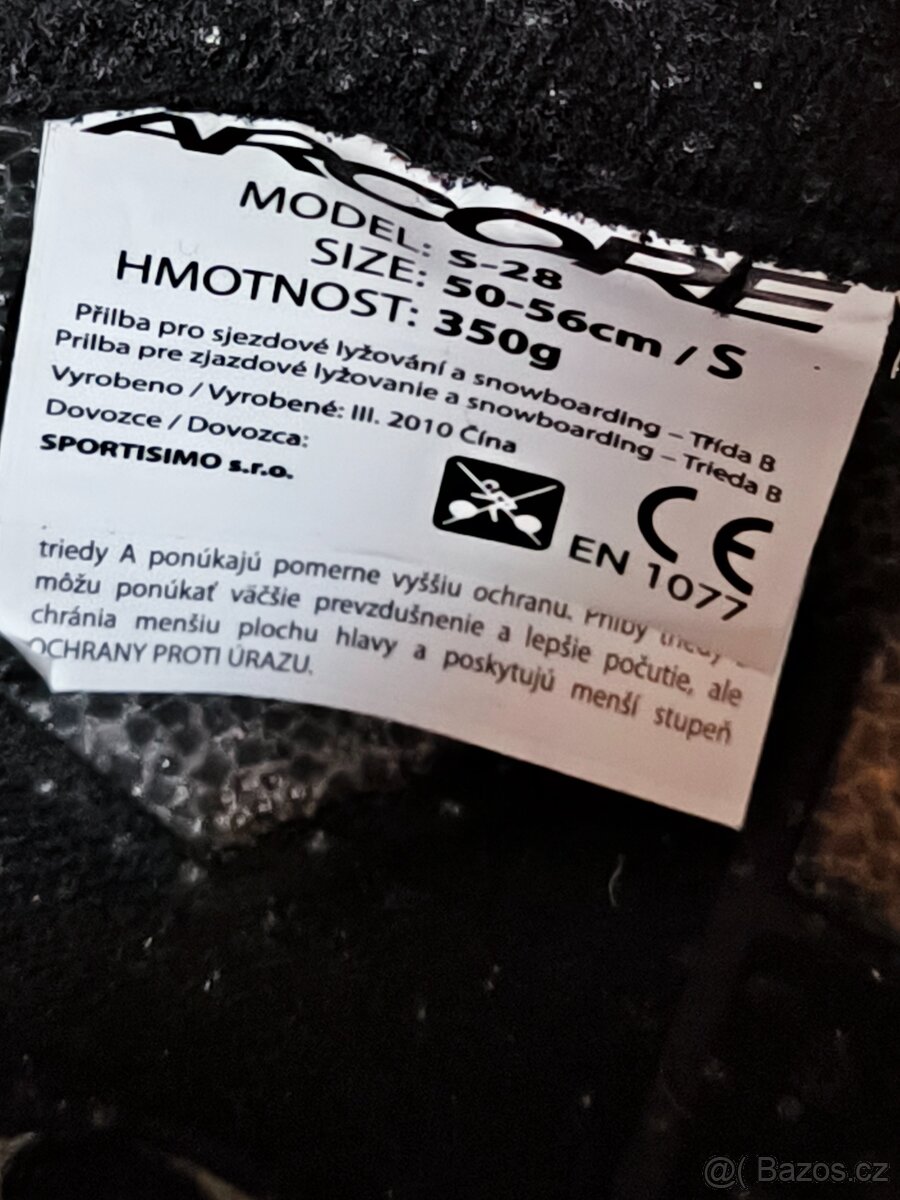 ARCORE
MODEL: S-28
SIZE: 50-56cm / S
HMOTNOST: 350g
Přilba pro sjezdové lyžování a snowboarding – Třída B
Prilba pre zjazdové lyžovanie a snowboarding – Trieda B
Vyrobeno / Vyrobené: III. 2010 Čína
Dovozce / Dovozca:
SPORTISIMO s.r.o.
CE
EN 1077
triedy A ponúkajú pomerne vyššiu ochranu. Prilby triedy
môžu ponúkať väčšie prevzdušnenie a lepšie počutie, ale
chránia menšiu plochu hlavy a poskytujú menší stupeň
OCHRANY PROTI ÚRAZU.
@( Bazos.cz